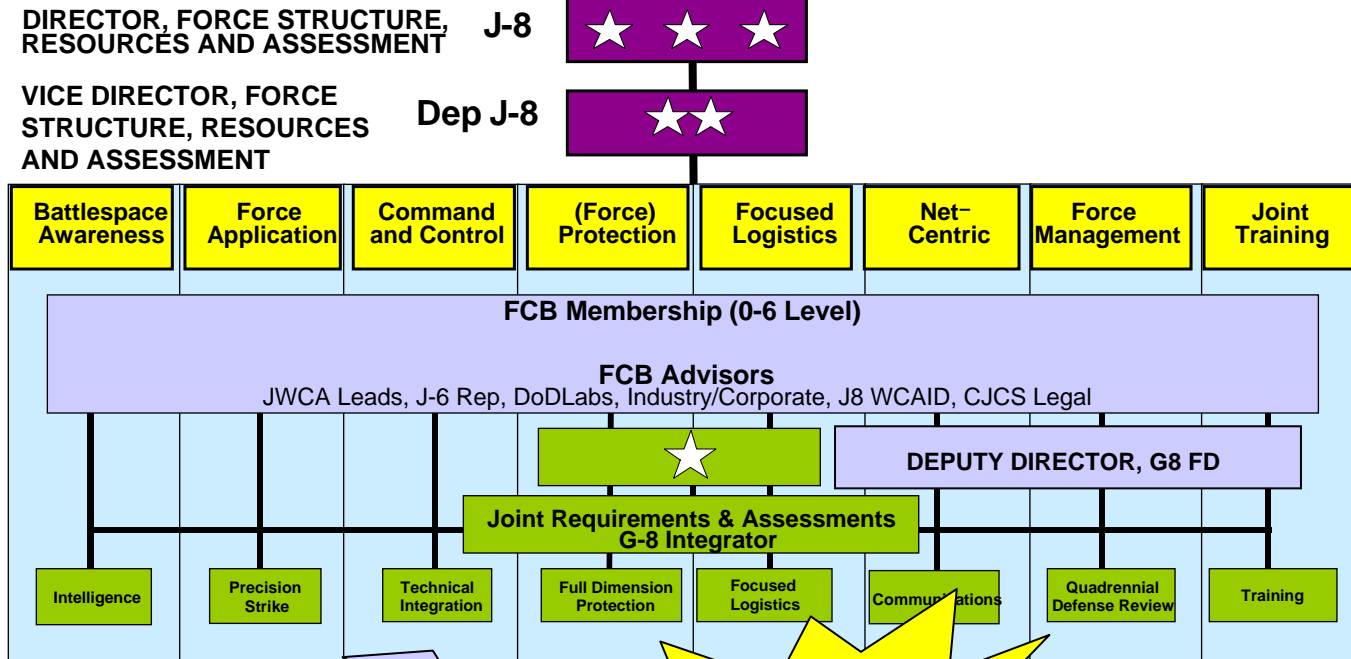 DIRECTOR, FORCE STRUCTURE,
RESOURCES AND ASSESSMENT
J-8
VICE DIRECTOR, FORCE
STRUCTURE, RESOURCES
AND ASSESSMENT
Dep J-8
Battlespace
Awareness
Force
Application
Command
and Control
(Force)
Protection
Focused
Logistics
Net–
Centric
Force
Management
Joint
Training
FCB Membership (0-6 Level)
FCB Advisors
JWCA Leads, J-6 Rep, DoDLabs, Industry/Corporate, J8 WCAID, CJCS Legal
DEPUTY DIRECTOR, G8 FD
Joint Requirements & Assessments
G-8 Integrator
Intelligence
Precision
Strike
Technical
Integration
Full Dimension
Protection
Focused
Logistics
Communications
Quadrennial
Defense Review
Training